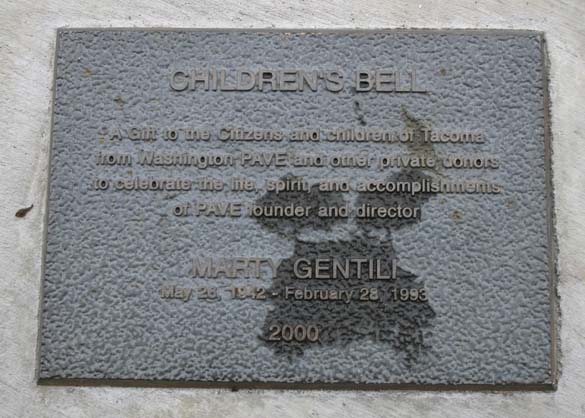 CHILDREN'S BELL
A Gift to the Citizens and children of Tacoma
from Washington PAVE and other private donors
to celebrate the life, spirit, and accomplishments
of PAVE founder and director
MARTY GENTILI
May 28, 1942 - February 28, 1993
2000